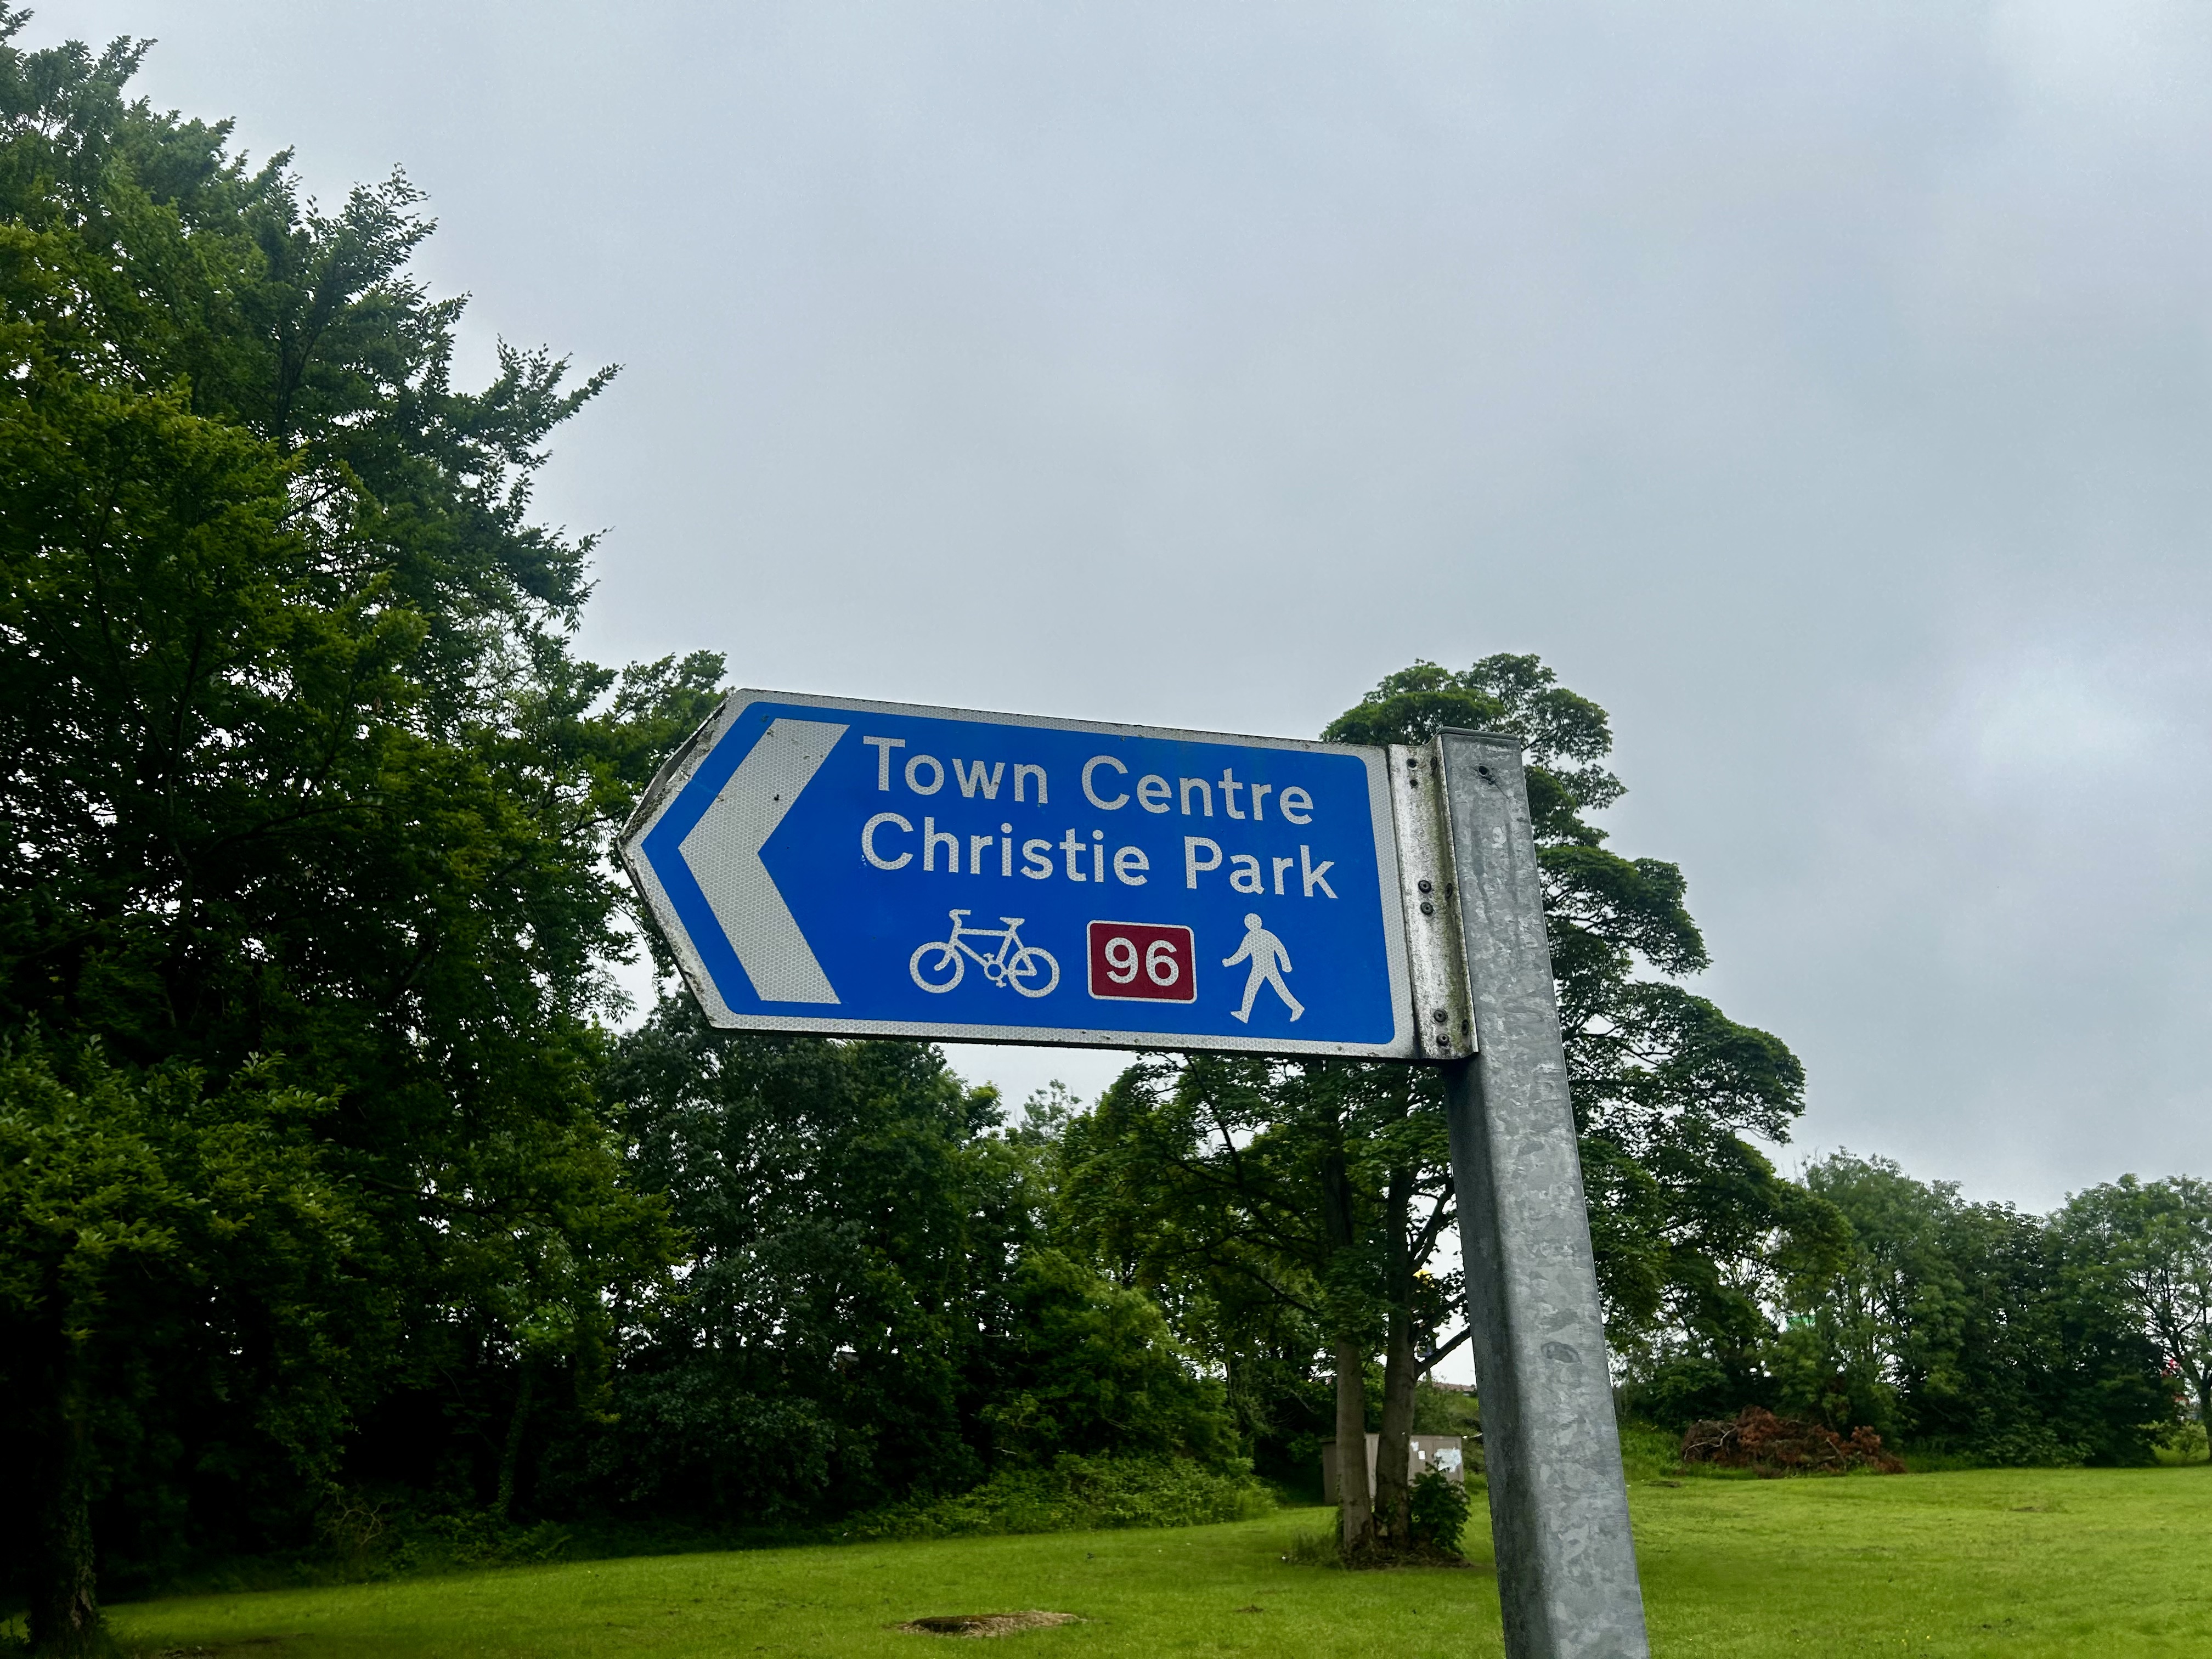 Town Centre
Christie Park
96